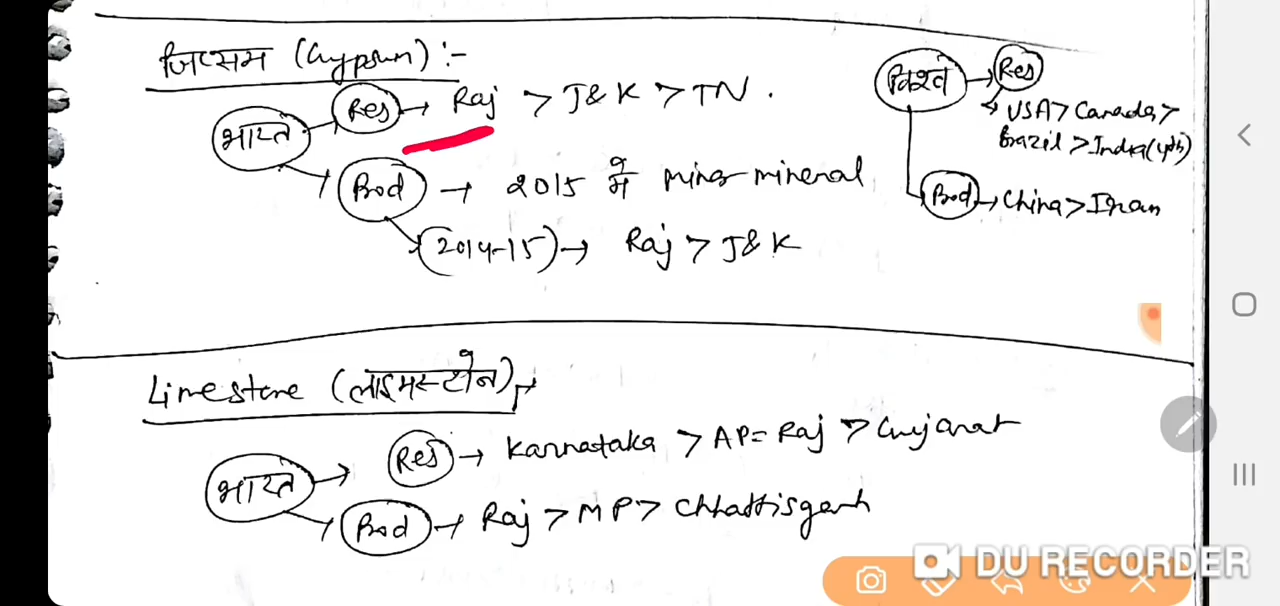 जिप्सम (Gypsum) :-
भारत → Res → Raj > J&K > TN.
Prod → 2015 में minor mineral
(2014-15) → Raj > J&K
विश्व → Res
→ USA > Canada >
Brazil > India (4th)
Prod → China > Iran
Limestone (लाइमस्टोन) :-
भारत → Res → Karnataka > AP = Raj > Gujarat
Prod → Raj > MP > Chhattisgarh
DU RECORDER